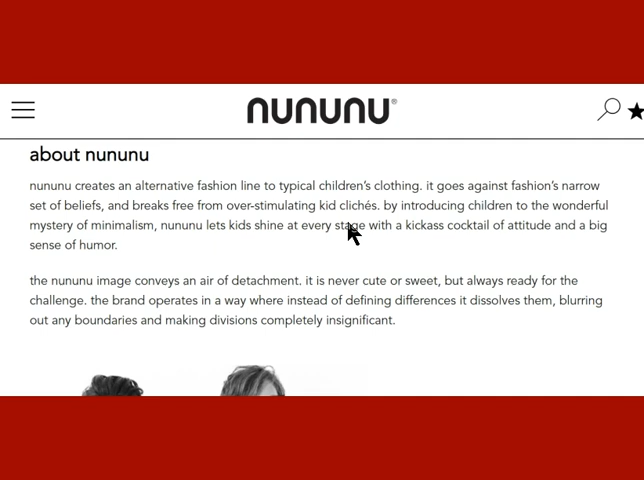 nununu®
about nununu
nununu creates an alternative fashion line to typical children's clothing. it goes against fashion's narrow
set of beliefs, and breaks free from over-stimulating kid clichés. by introducing children to the wonderful
mystery of minimalism, nununu lets kids shine at every stage with a kickass cocktail of attitude and a big
sense of humor.
the nununu image conveys an air of detachment. it is never cute or sweet, but always ready for the
challenge. the brand operates in a way where instead of defining differences it dissolves them, blurring
out any boundaries and making divisions completely insignificant.